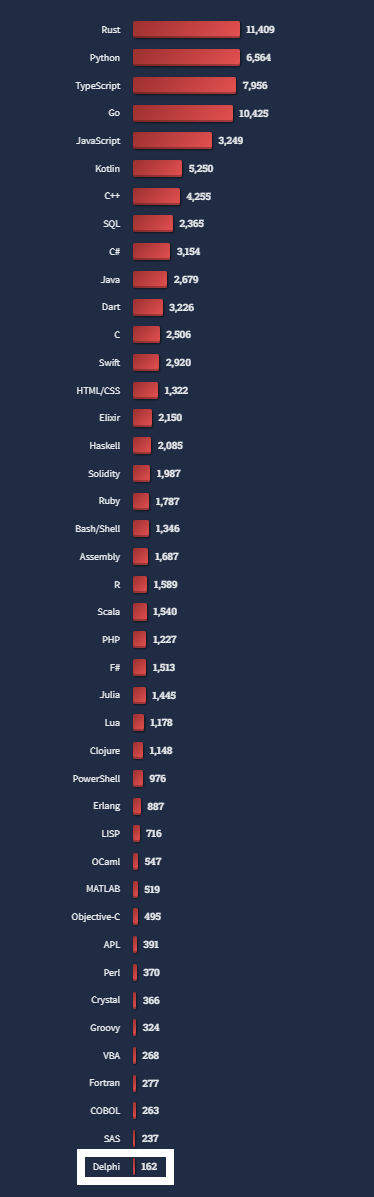 Rust 11,409
Python 6,564
TypeScript 7,956
Go 10,425
JavaScript 3,249
Kotlin 5,250
C++ 4,255
SQL 2,365
C# 3,154
Java 2,679
Dart 3,226
C 2,506
Swift 2,920
HTML/CSS 1,322
Elixir 2,150
Haskell 2,085
Solidity 1,987
Ruby 1,787
Bash/Shell 1,346
Assembly 1,687
R 1,589
Scala 1,540
PHP 1,227
F# 1,513
Julia 1,445
Lua 1,178
Clojure 1,148
PowerShell 976
Erlang 887
LISP 716
OCaml 547
MATLAB 519
Objective-C 495
APL 391
Perl 370
Crystal 366
Groovy 324
VBA 268
Fortran 277
COBOL 263
SAS 237
Delphi 162